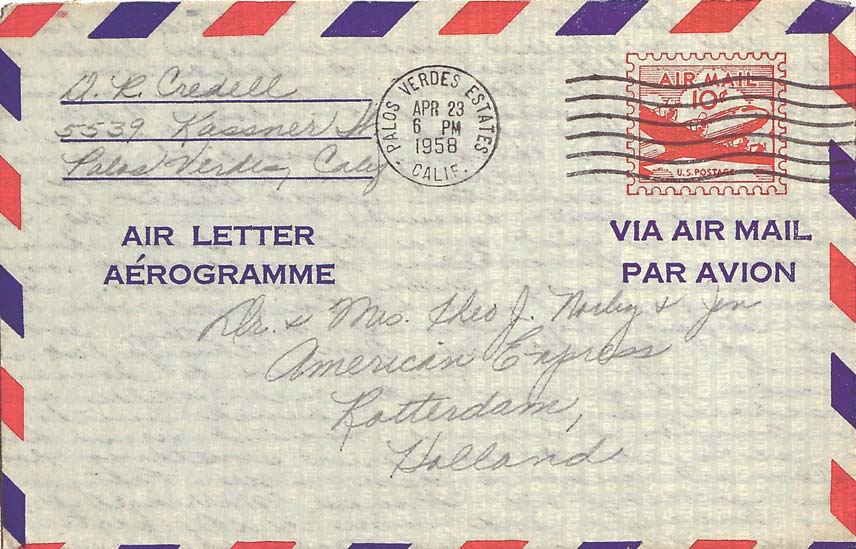 D. R. Credell
5539 Kassner
Palos Verdes, Calif
PALOS VERDES ESTATES
APR 23
6 PM
1958
CALIF.
AIR MAIL
10¢
U.S. POSTAGE
AIR LETTER
AÉROGRAMME
VIA AIR MAIL
PAR AVION
Dr. & Mrs. Theo J. Norby & Jon
American Express
Rotterdam,
Holland